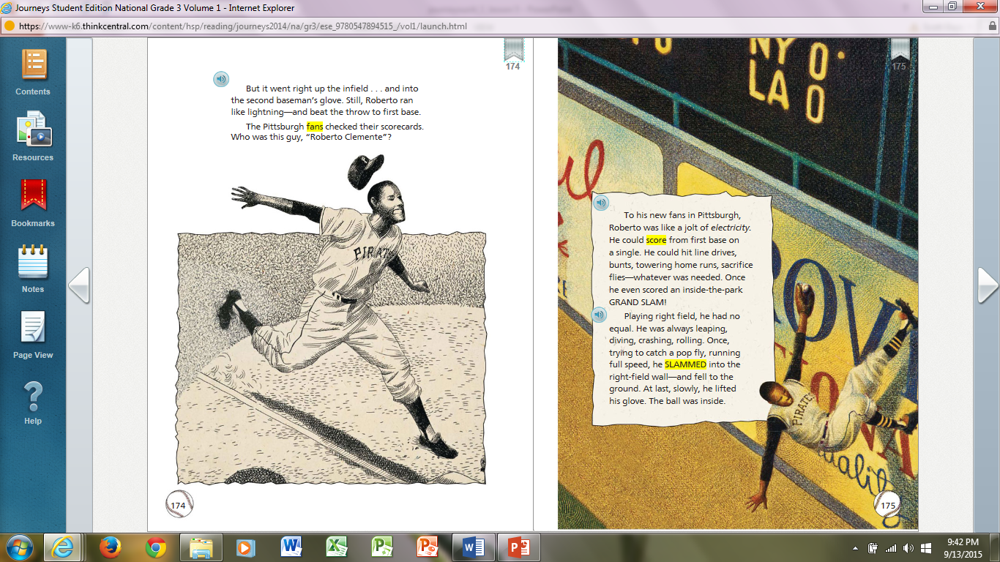 Journeys Student Edition National Grade 3 Volume 1 - Internet Explorer
https://www-k6.thinkcentral.com/content/hsp/reading/journeys2014/na/gr3/ese_9780547894515_/vol1/launch.html
Contents
Resources
Bookmarks
Notes
Page View
Help
174
But it went right up the infield . . . and into
the second baseman's glove. Still, Roberto ran
like lightning—and beat the throw to first base.
The Pittsburgh fans checked their scorecards.
Who was this guy, "Roberto Clemente"?
P
PIRATE
174
175
NY 0
LA 0
To his new fans in Pittsburgh,
Roberto was like a jolt of electricity.
He could score from first base on
a single. He could hit line drives,
bunts, towering home runs, sacrifice
flies—whatever was needed. Once
he even scored an inside-the-park
GRAND SLAM!
Playing right field, he had no
equal. He was always leaping,
diving, crashing, rolling. Once,
trying to catch a pop fly, running
full speed, he SLAMMED into the
right-field wall—and fell to the
ground. At last, slowly, he lifted
his glove. The ball was inside.
PIRATES
175
9:42 PM
9/13/2015